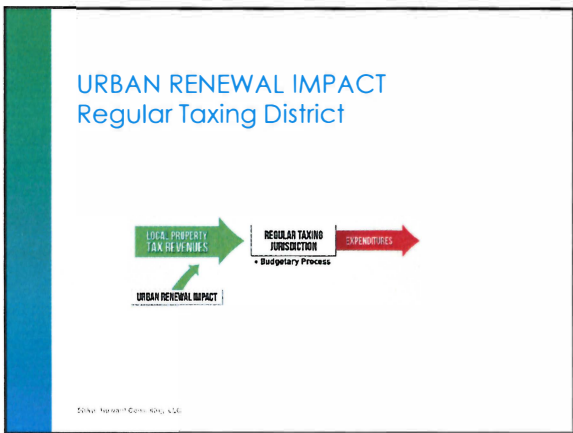 URBAN RENEWAL IMPACT
Regular Taxing District
LOCAL PROPERTY
TAX REVENUES
REGULAR TAXING
JURISDICTION
• Budgetary Process
EXPENDITURES
URBAN RENEWAL IMPACT